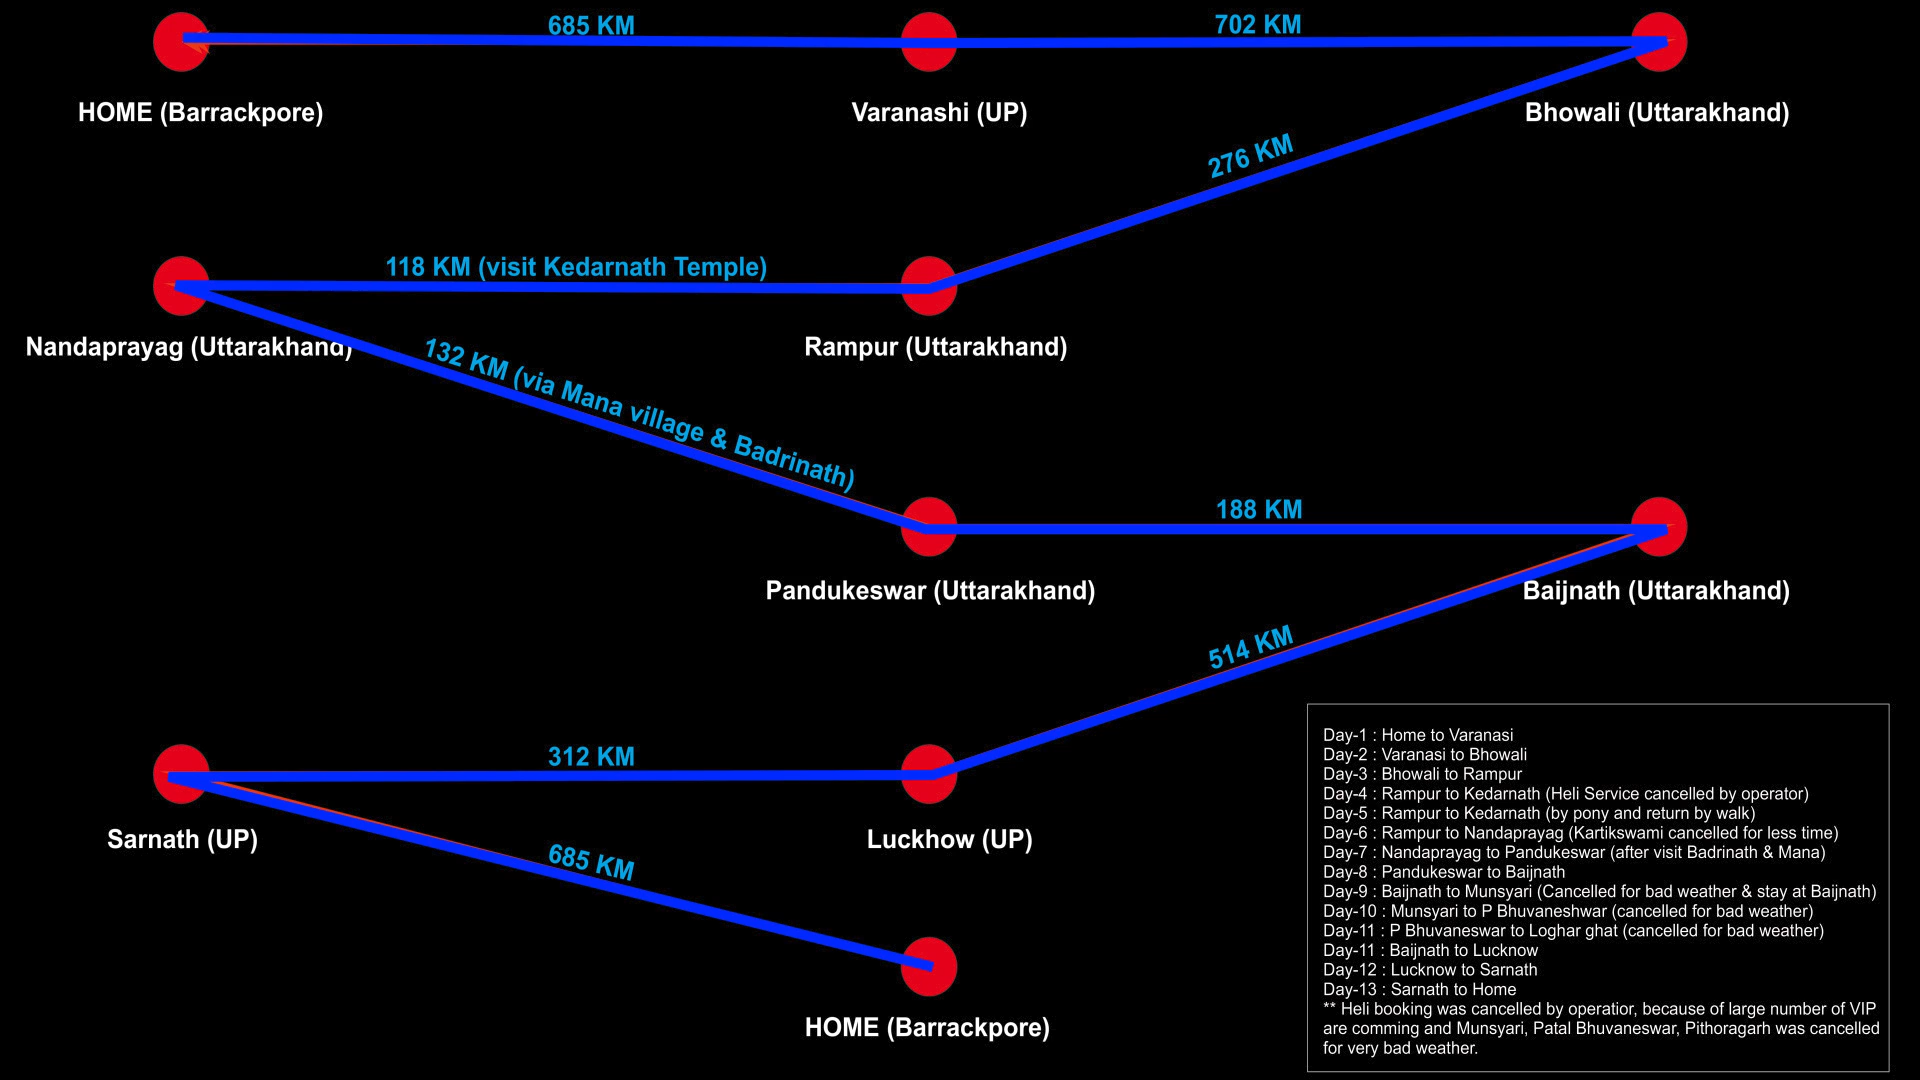 685 KM
702 KM
HOME (Barrackpore)
Varanashi (UP)
Bhowali (Uttarakhand)
276 KM
118 KM (visit Kedarnath Temple)
Nandaprayag (Uttarakhand)
Rampur (Uttarakhand)
132 KM (via Mana village & Badrinath)
188 KM
Pandukeswar (Uttarakhand)
Baijnath (Uttarakhand)
514 KM
312 KM
Sarnath (UP)
Luckhow (UP)
685 KM
HOME (Barrackpore)
Day-1 : Home to Varanasi
Day-2 : Varanasi to Bhowali
Day-3 : Bhowali to Rampur
Day-4 : Rampur to Kedarnath (Heli Service cancelled by operator)
Day-5 : Rampur to Kedarnath (by pony and return by walk)
Day-6 : Rampur to Nandaprayag (Kartikswami cancelled for less time)
Day-7 : Nandaprayag to Pandukeswar (after visit Badrinath & Mana)
Day-8 : Pandukeswar to Baijnath
Day-9 : Baijnath to Munsyari (Cancelled for bad weather & stay at Baijnath)
Day-10 : Munsyari to P Bhuvaneshwar (cancelled for bad weather)
Day-11 : P Bhuvaneswar to Loghar ghat (cancelled for bad weather)
Day-11 : Baijnath to Lucknow
Day-12 : Lucknow to Sarnath
Day-13 : Sarnath to Home
** Heli booking was cancelled by operatior, because of large number of VIP
are comming and Munsyari, Patal Bhuvaneswar, Pithoragarh was cancelled
for very bad weather.